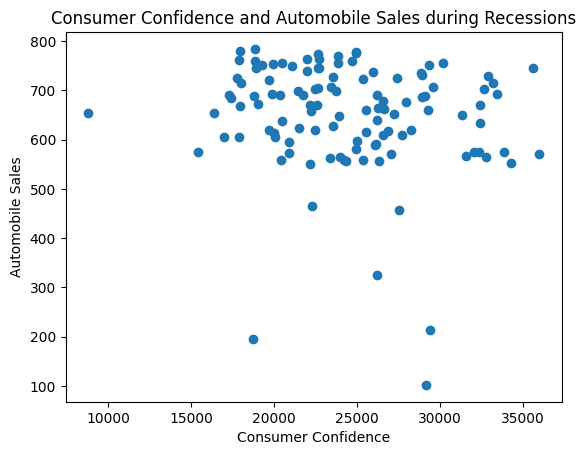 Consumer Confidence and Automobile Sales during Recessions
800
700
600
500
400
300
200
100
Automobile Sales
10000 15000 20000 25000 30000 35000
Consumer Confidence